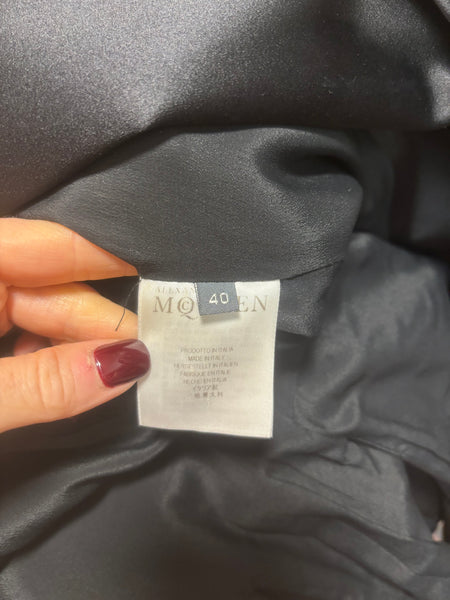 40
McQUEEN
PRODOTTO IN ITALIA
MADE IN ITALY
HERGESTELLT IN ITALIEN
FABRIQUE EN ITALIE
HECHO EN ITALIA
イタリア製